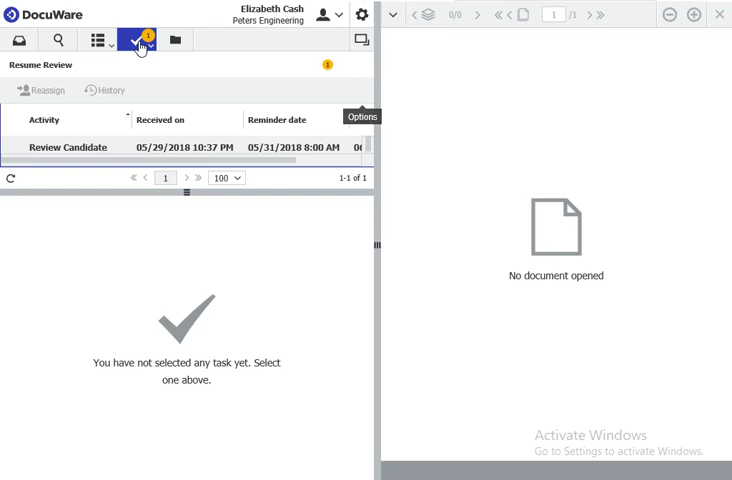 DocuWare
Elizabeth Cash
Peters Engineering
1
Resume Review
1
Reassign
History
Options
Activity
Received on
Reminder date
Review Candidate
05/29/2018 10:37 PM
05/31/2018 8:00 AM
1
100
1-1 of 1
You have not selected any task yet. Select
one above.
0/0
1 /1
No document opened
Activate Windows
Go to Settings to activate Windows.